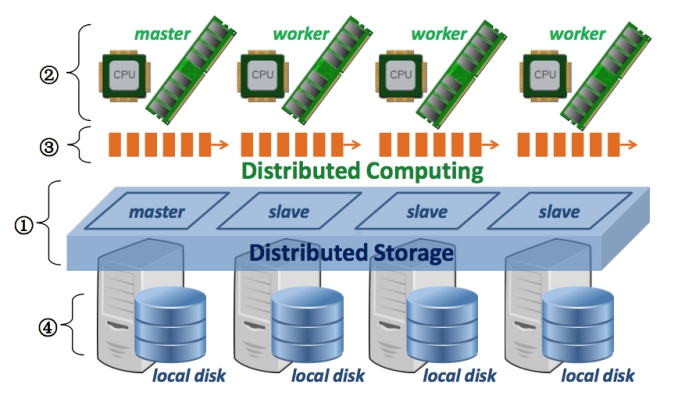 master worker worker worker
②
CPU CPU CPU CPU
③
Distributed Computing
①
master slave slave slave
Distributed Storage
④
local disk local disk local disk local disk